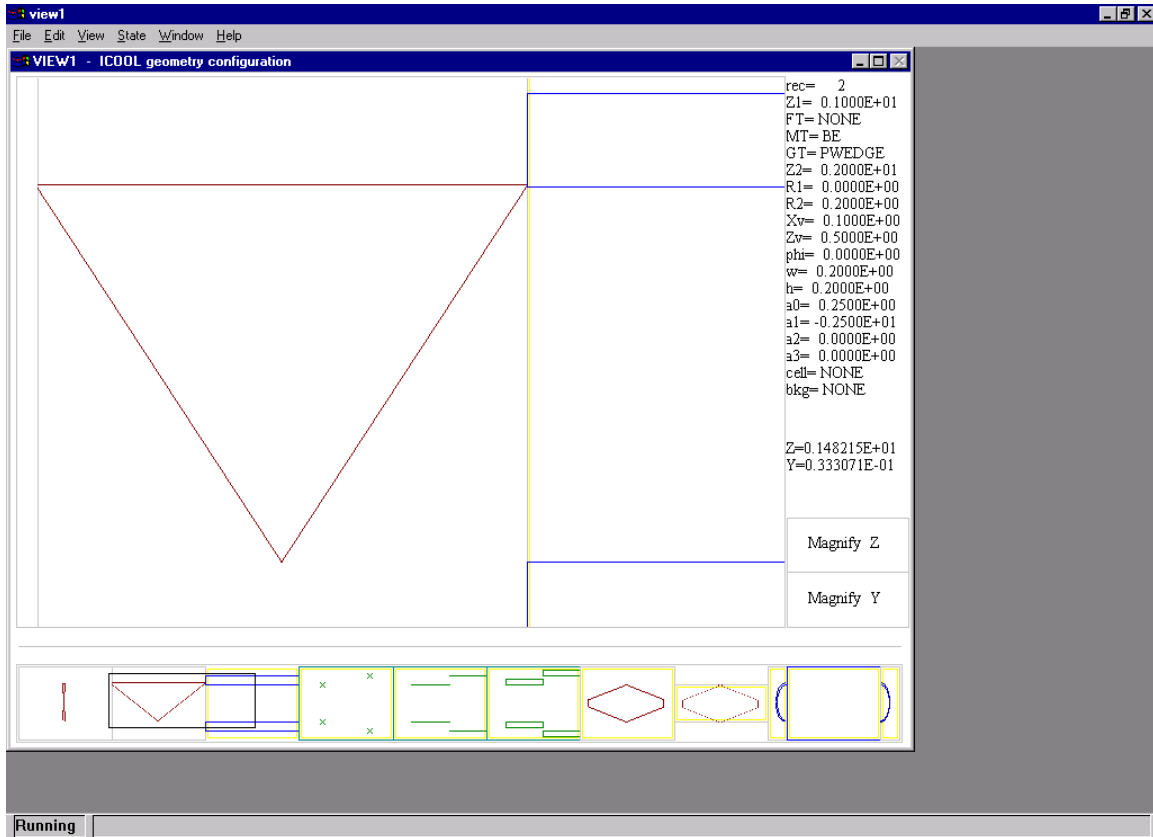 view1
File Edit View State Window Help
VIEW1 - ICOOL geometry configuration
rec= 2
Z1= 0.1000E+01
FT= NONE
MT= BE
GT= PWEDGE
Z2= 0.2000E+01
R1= 0.0000E+00
R2= 0.2000E+00
Xv= 0.1000E+00
Zv= 0.5000E+00
phi= 0.0000E+00
w= 0.2000E+00
h= 0.2000E+00
a0= 0.2500E+00
a1= -0.2500E+01
a2= 0.0000E+00
a3= 0.0000E+00
cell= NONE
bkg= NONE
Z=0.148215E+01
Y=0.333071E-01
Magnify Z
Magnify Y
Running